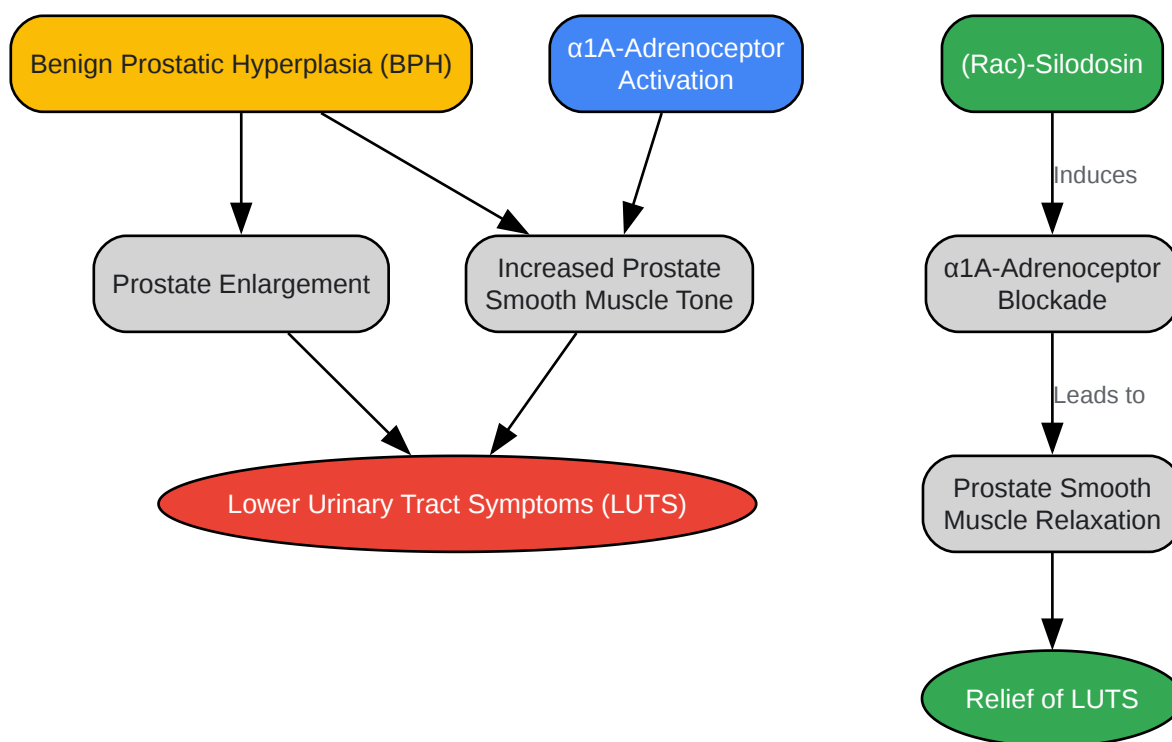 Benign Prostatic Hyperplasia (BPH)
α1A-Adrenoceptor
Activation
(Rac)-Silodosin
Induces
Prostate Enlargement
Increased Prostate
Smooth Muscle Tone
α1A-Adrenoceptor
Blockade
Leads to
Lower Urinary Tract Symptoms (LUTS)
Prostate Smooth
Muscle Relaxation
Relief of LUTS